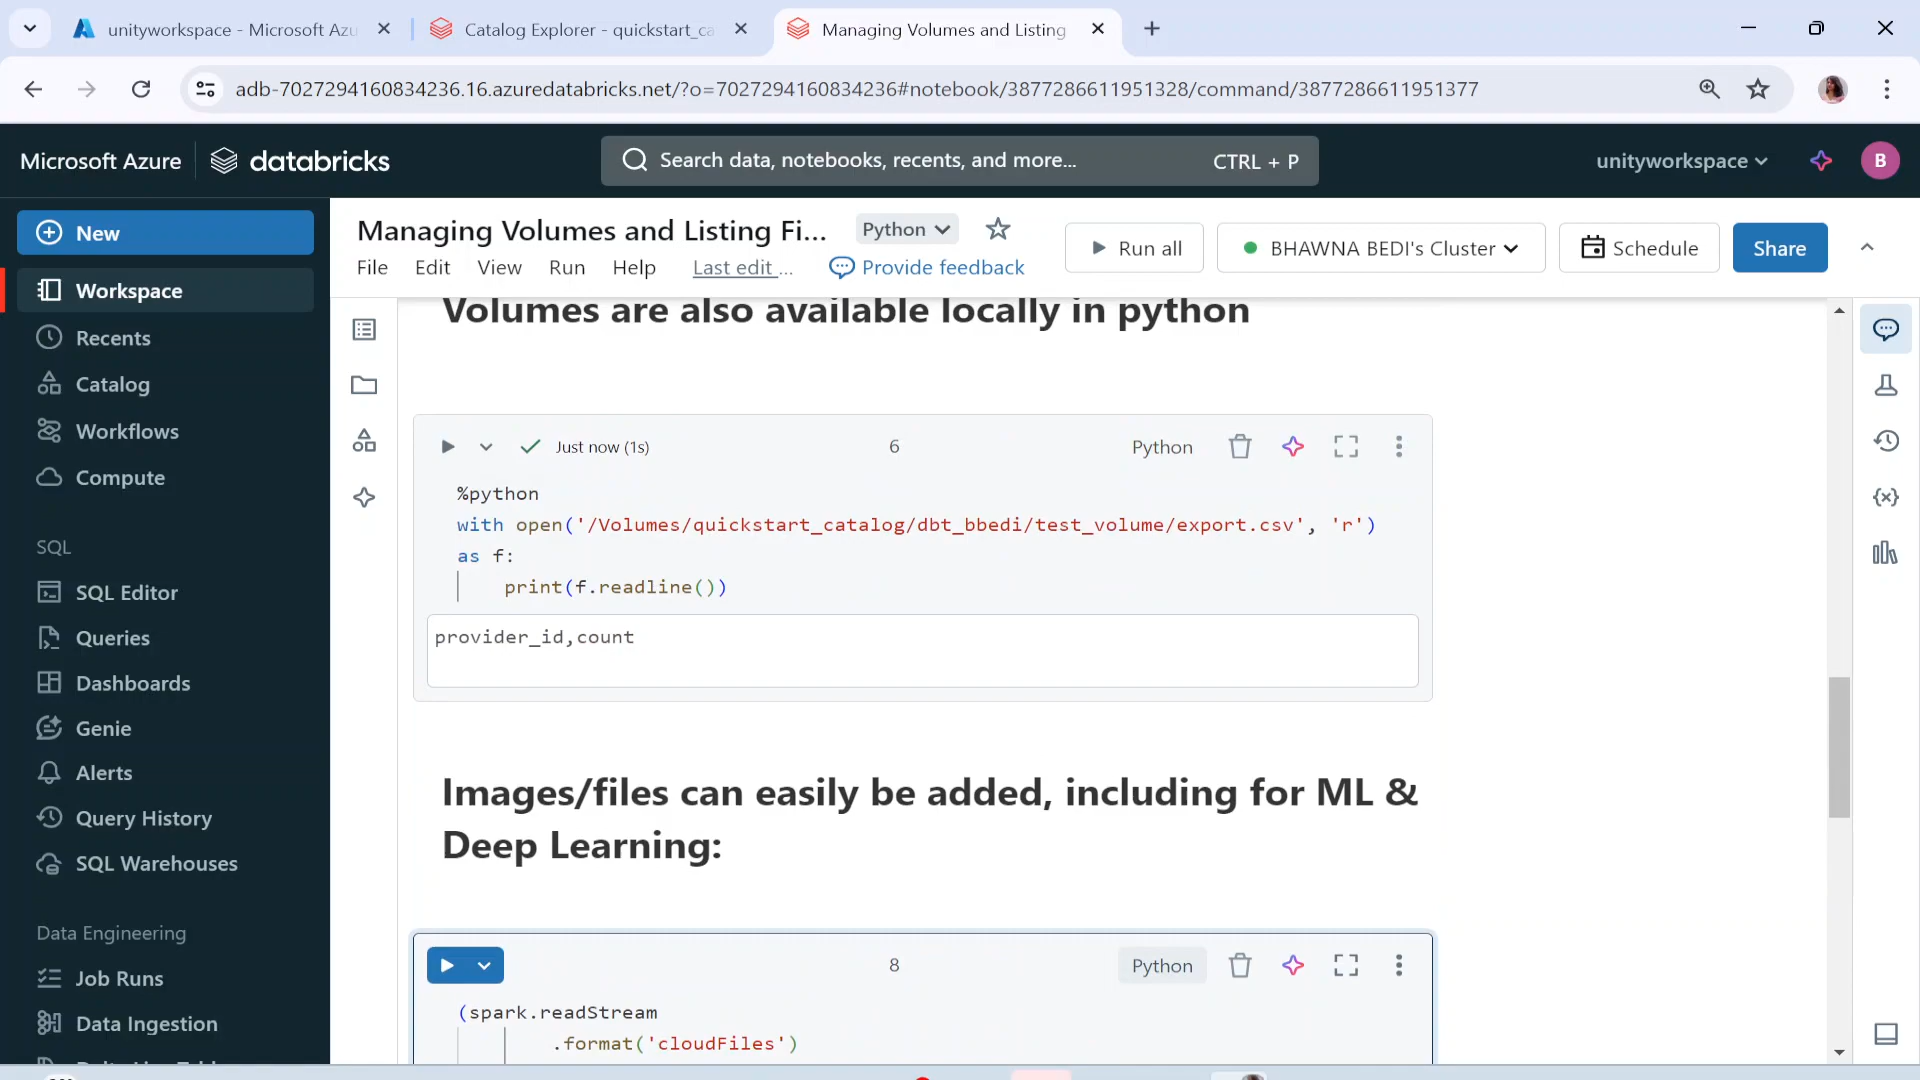 unityworkspace - Microsoft Azu
Catalog Explorer - quickstart_ca
Managing Volumes and Listing
adb-7027294160834236.16.azuredatabricks.net/?o=7027294160834236#notebook/3877286611951328/command/3877286611951377
Microsoft Azure
databricks
Search data, notebooks, recents, and more...
CTRL + P
unityworkspace
B
New
Workspace
Recents
Catalog
Workflows
Compute
SQL
SQL Editor
Queries
Dashboards
Genie
Alerts
Query History
SQL Warehouses
Data Engineering
Job Runs
Data Ingestion
Managing Volumes and Listing Fi...
Python
Run all
BHAWNA BEDI's Cluster
Schedule
Share
File
Edit
View
Run
Help
Last edit ...
Provide feedback
Volumes are also available locally in python
Just now (1s)
6
Python
%python
with open('/Volumes/quickstart_catalog/dbt_bbedi/test_volume/export.csv', 'r')
as f:
print(f.readline())
provider_id,count
Images/files can easily be added, including for ML &
Deep Learning:
8
Python
(spark.readStream
.format('cloudFiles')